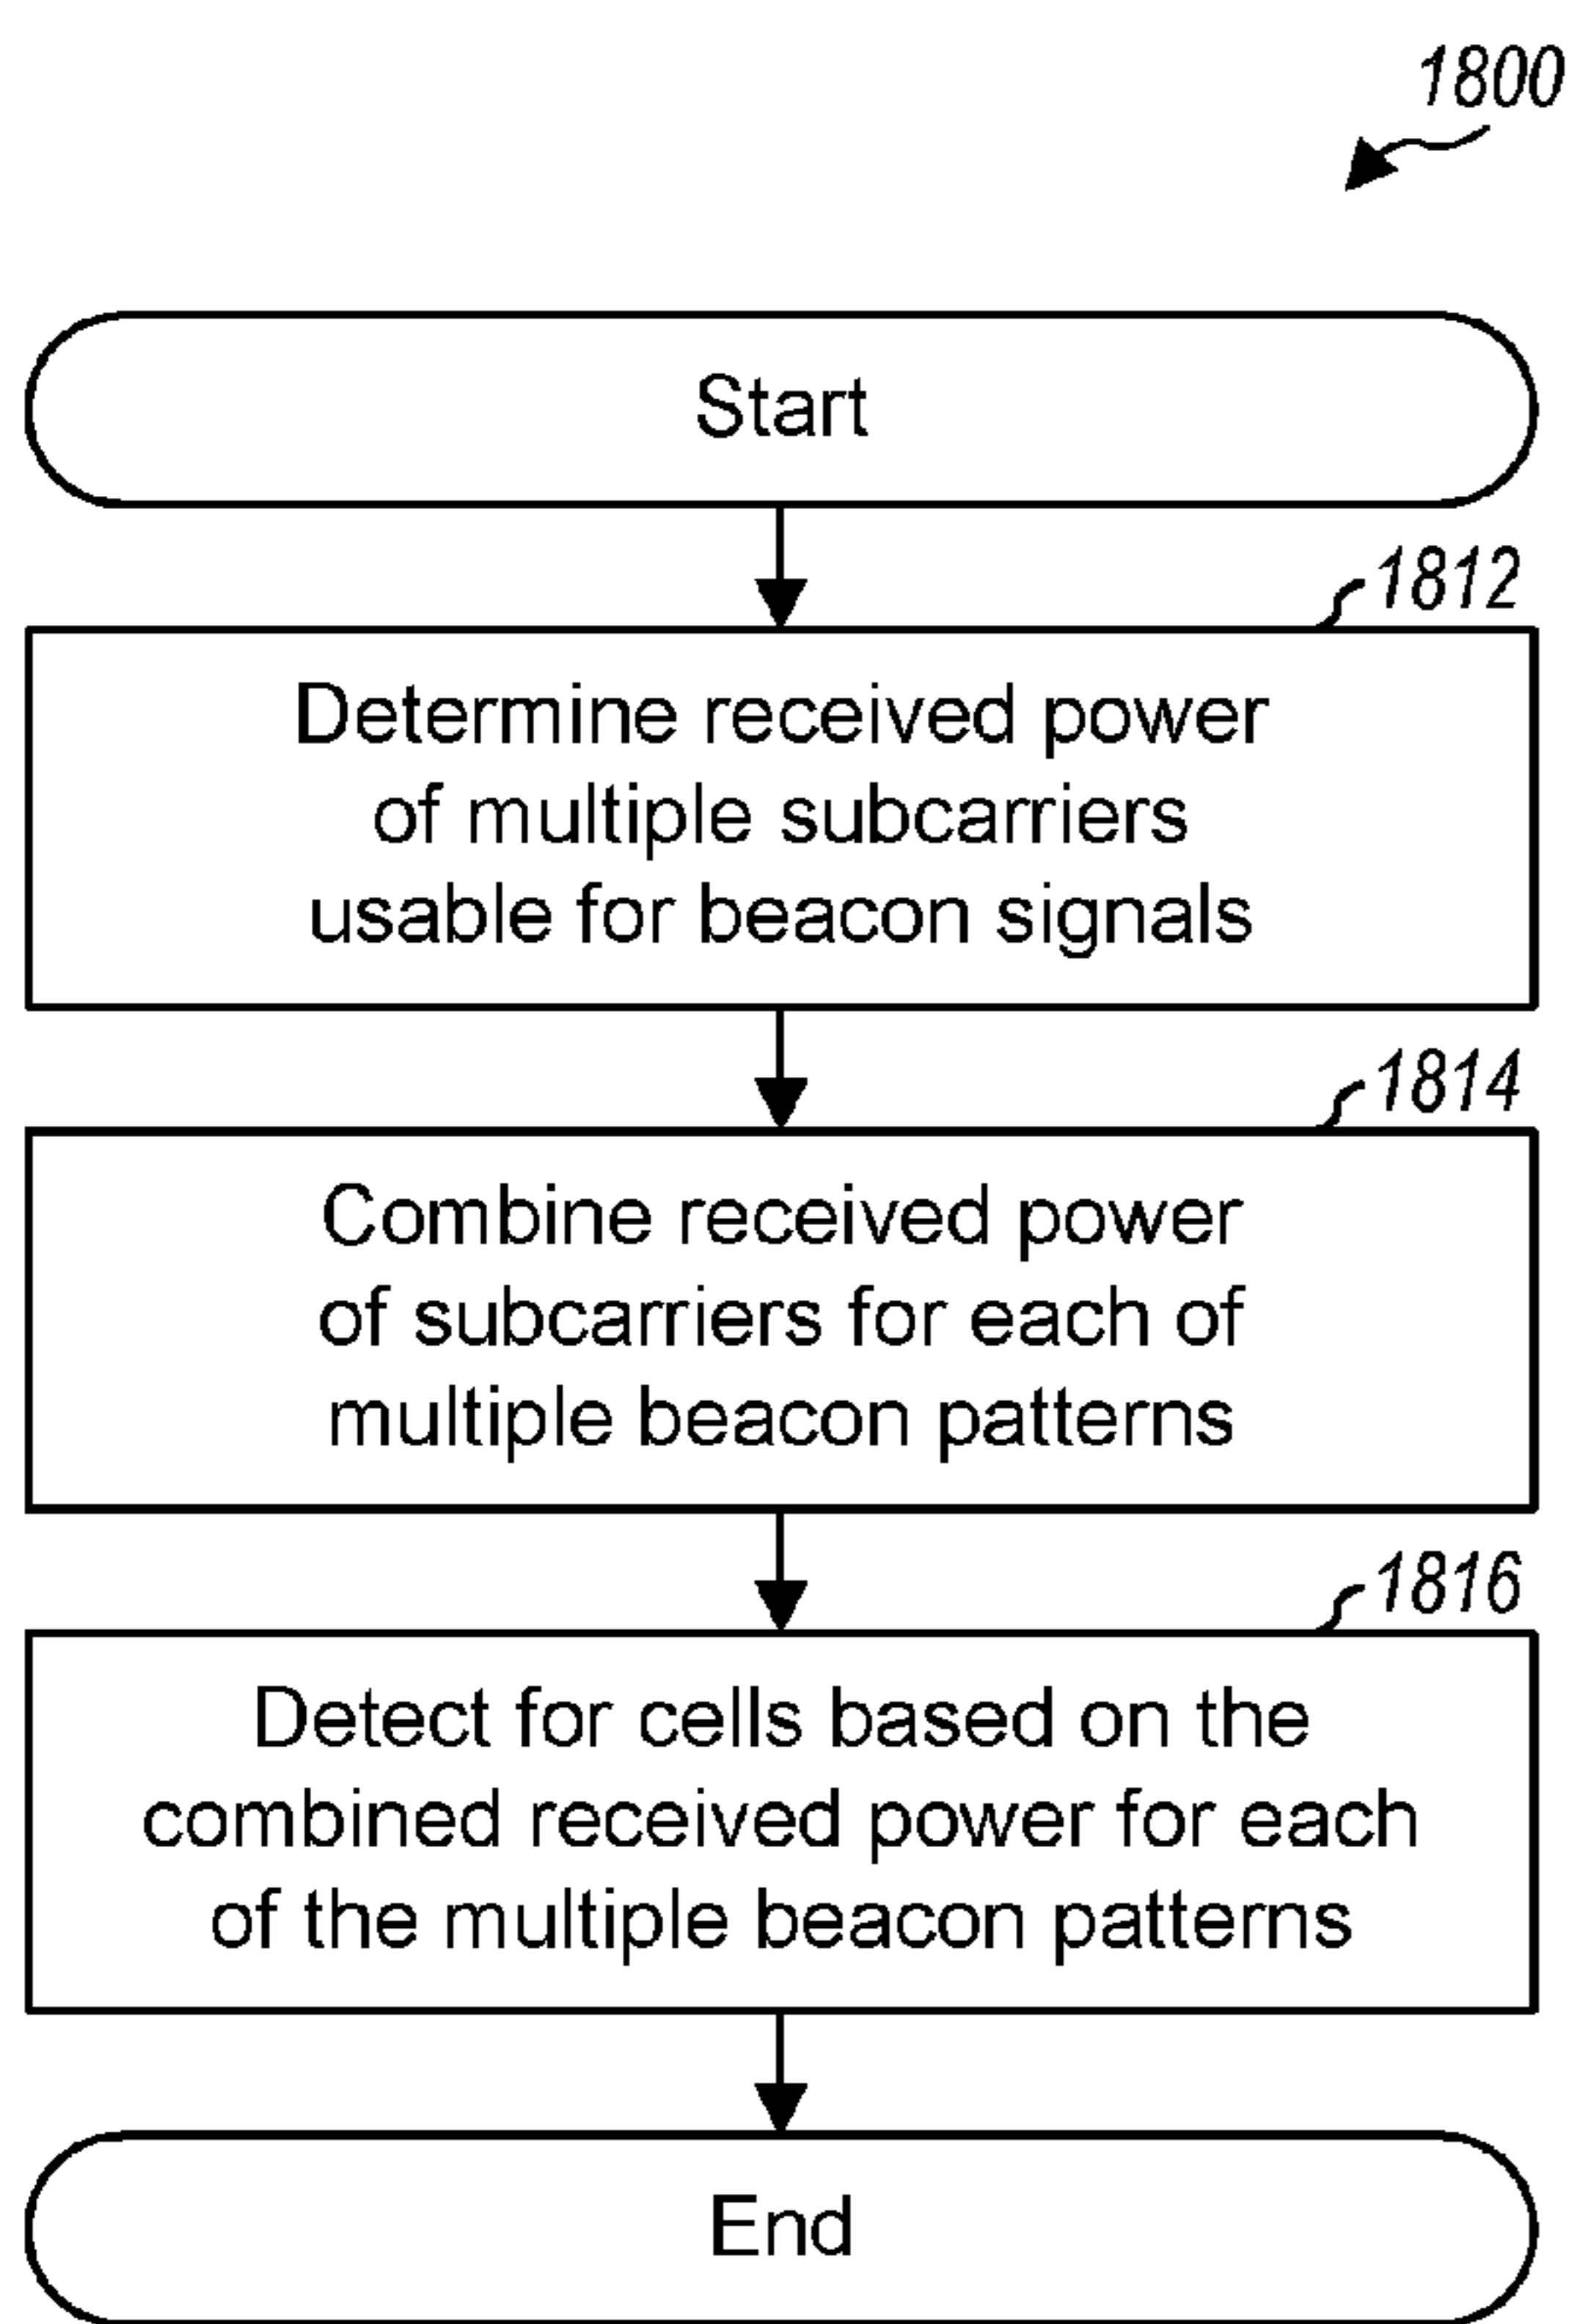 1800
Start
1812
Determine received power
of multiple subcarriers
usable for beacon signals
1814
Combine received power
of subcarriers for each of
multiple beacon patterns
1816
Detect for cells based on the
combined received power for each
of the multiple beacon patterns
End